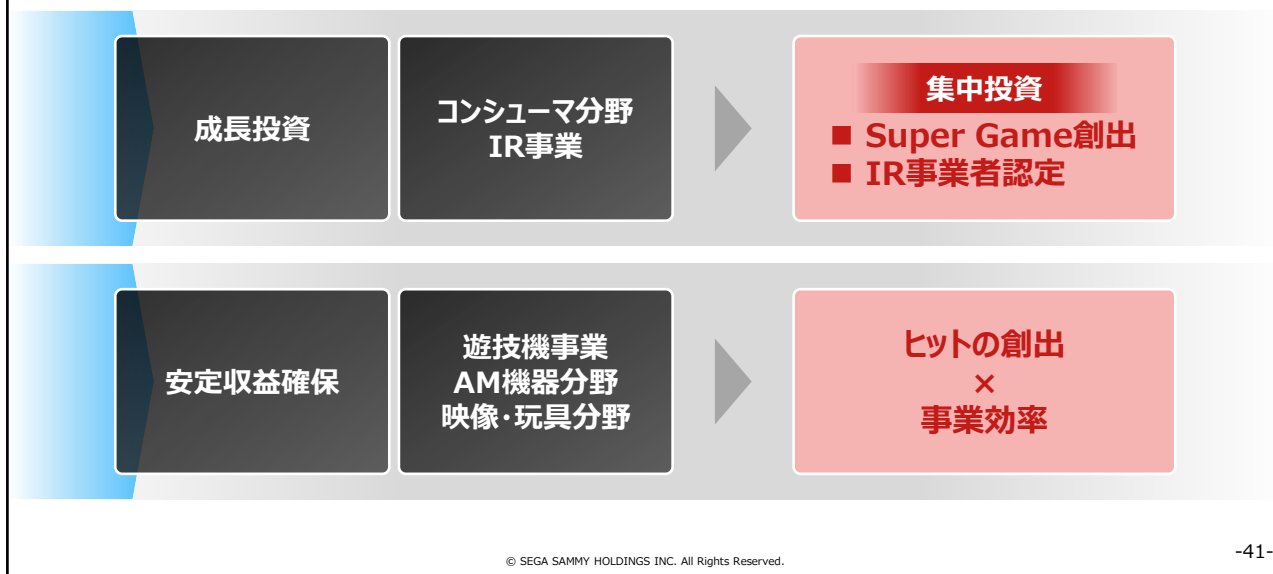 成長投資
コンシューマ分野
IR事業
集中投資
■ Super Game創出
■ IR事業者認定
安定収益確保
遊技機事業
AM機器分野
映像・玩具分野
ヒットの創出
×
事業効率
© SEGA SAMMY HOLDINGS INC. All Rights Reserved.
-41-